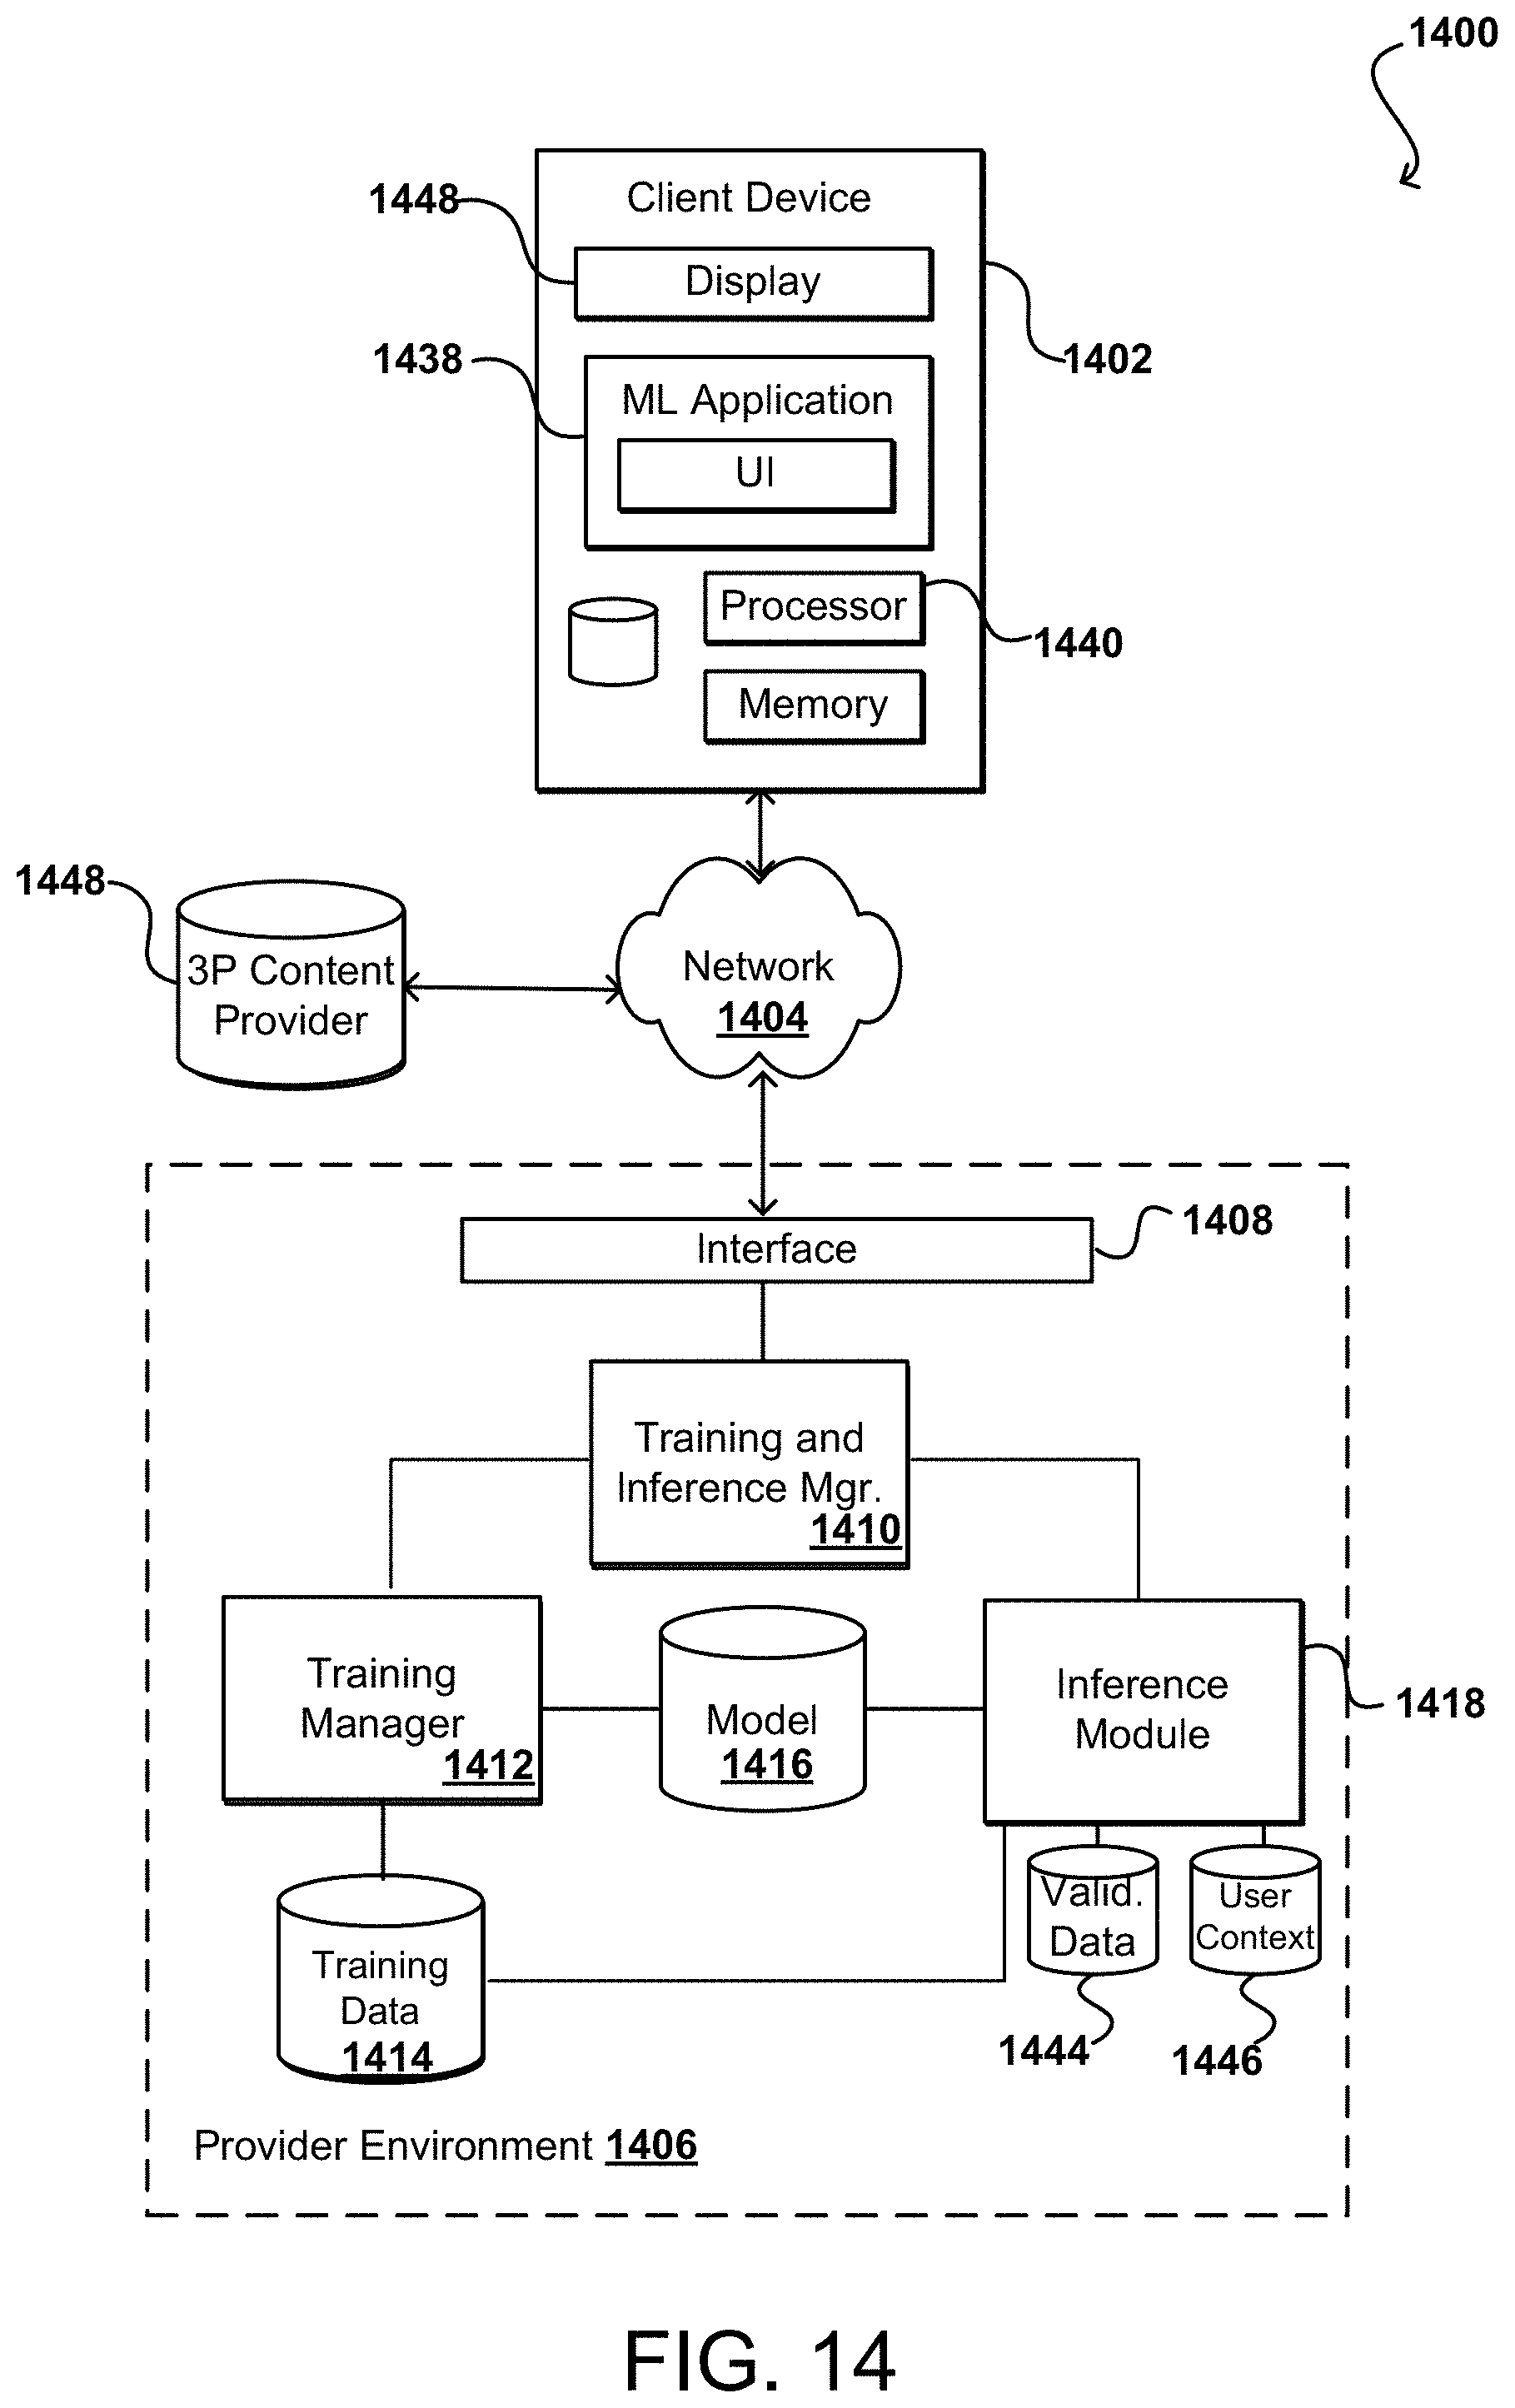 1400
Client Device
1448
Display
1438
1402
ML Application
UI
Processor
1440
Memory
1448
3P Content
Provider
Network
1404
1408
Interface
Training and
Inference Mgr.
1410
Training
Manager
1412
Model
1416
Inference
Module
1418
Valid.
Data
User
Context
Training
Data
1414
1444
1446
Provider Environment 1406
FIG. 14